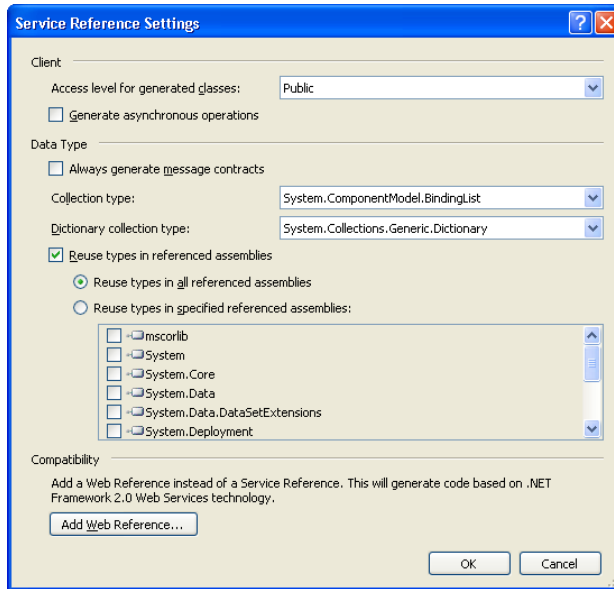 Service Reference Settings
Client
Access level for generated classes:
Public
Generate asynchronous operations
Data Type
Always generate message contracts
Collection type:
System.ComponentModel.BindingList
Dictionary collection type:
System.Collections.Generic.Dictionary
Reuse types in referenced assemblies
Reuse types in all referenced assemblies
Reuse types in specified referenced assemblies:
mscorlib
System
System.Core
System.Data
System.Data.DataSetExtensions
System.Deployment
Compatibility
Add a Web Reference instead of a Service Reference. This will generate code based on .NET
Framework 2.0 Web Services technology.
Add Web Reference...
OK
Cancel